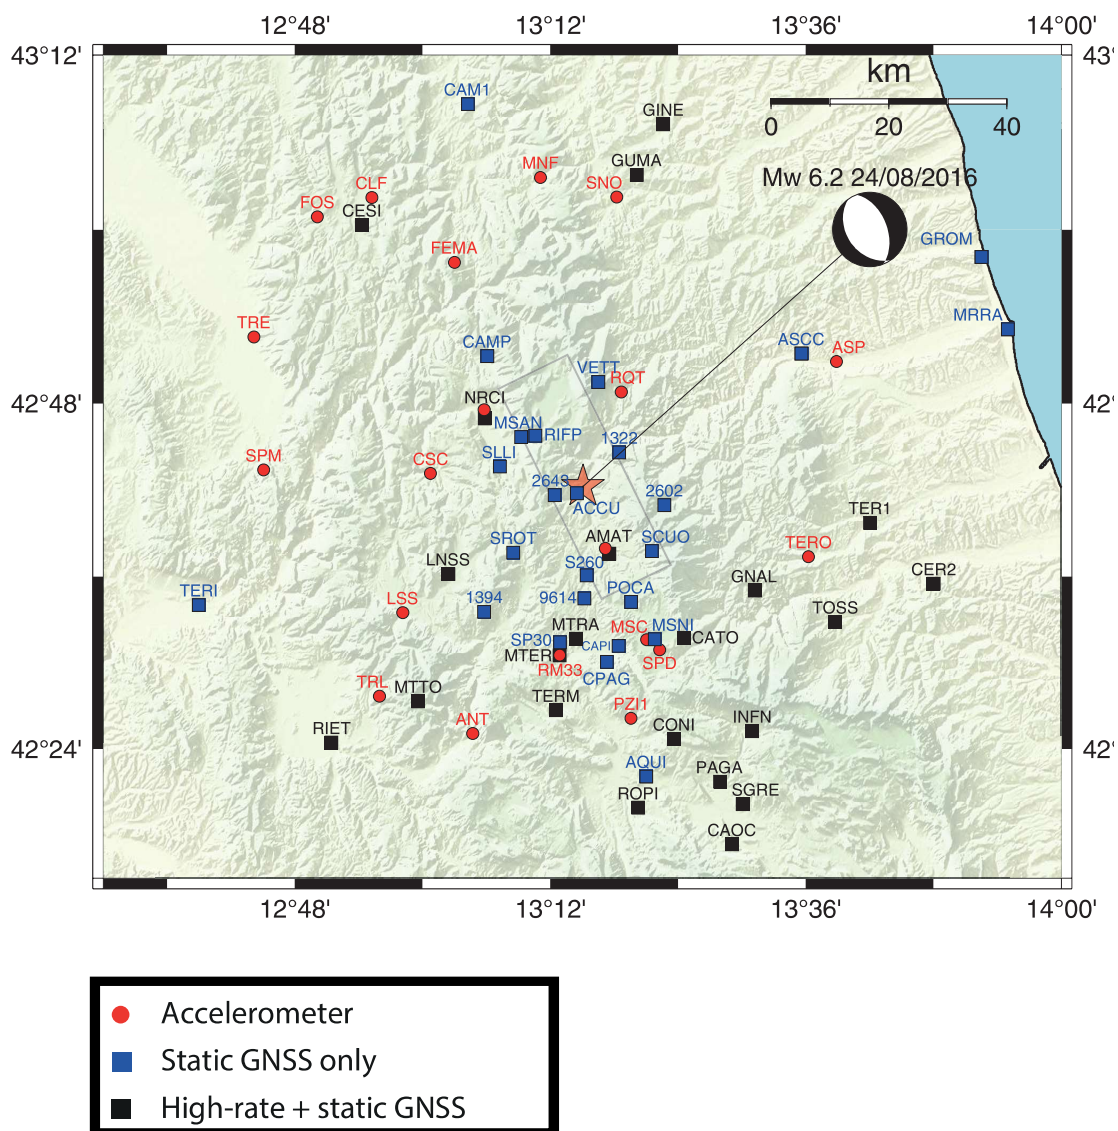 12°48' 13°12' 13°36' 14°00'
43°12' 43°
km
0 20 40
CAM1
GINE
MNF
GUMA
SNO
Mw 6.2 24/08/2016
CLF
FOS
CESI
GROM
FEMA
MRRA
TRE
CAMP
ASCC
ASP
VETT
RQT
42°48' 42°
NRCI
MSAN
RIFP
1322
SLLI
SPM
CSC
2643
2602
ACCU
TER1
AMAT
SROT
SCUO
TERO
LNSS
S260
CER2
GNAL
TERI
POCA
LSS
1394
9614
TOSS
MTRA
MSC
MSNI
SP30
CAPI
CATO
MTER
RM33
SPD
CPAG
TRL
MTTO
TERM
PZI1
ANT
CONI
INFN
RIET
42°24' 42°
AQUI
PAGA
ROPI
SGRE
CAOC
12°48' 13°12' 13°36' 14°00'
Accelerometer
Static GNSS only
High-rate + static GNSS